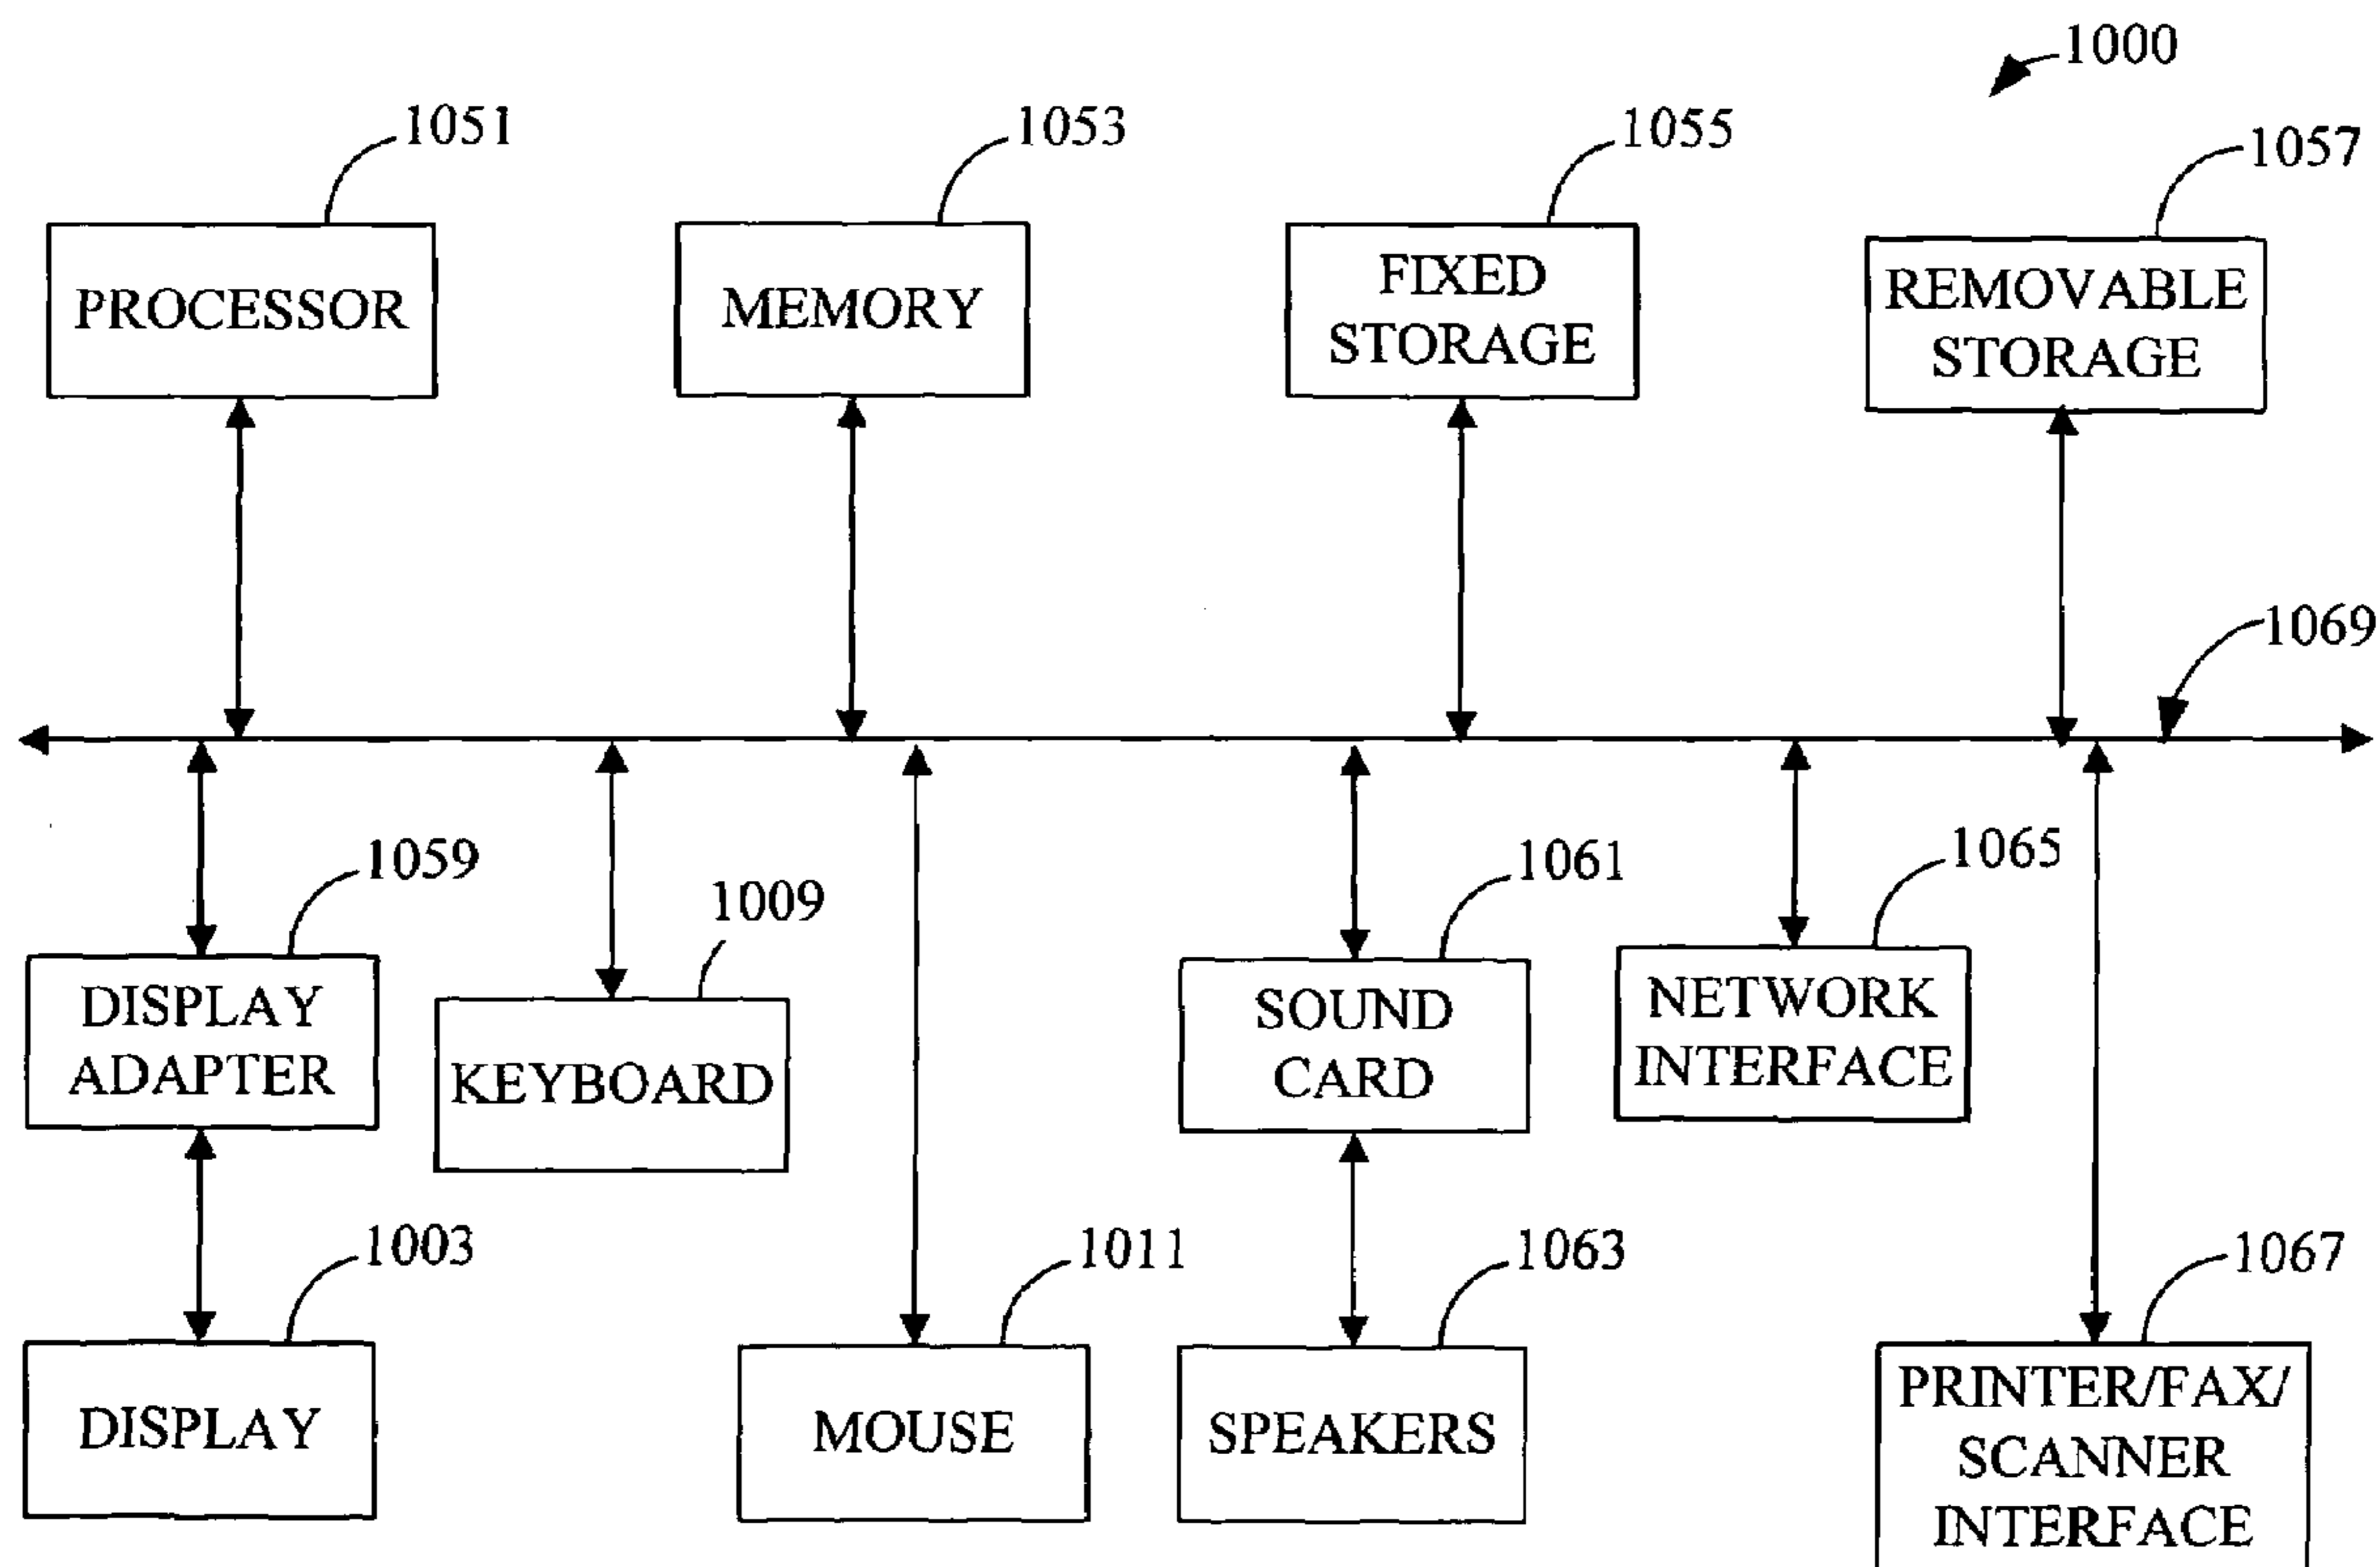 1000
1051
1053
1055
1057
PROCESSOR
MEMORY
FIXED
STORAGE
REMOVABLE
STORAGE
1069
1059
1009
1061
1065
DISPLAY
ADAPTER
KEYBOARD
SOUND
CARD
NETWORK
INTERFACE
1003
1011
1063
1067
DISPLAY
MOUSE
SPEAKERS
PRINTER/FAX/
SCANNER
INTERFACE